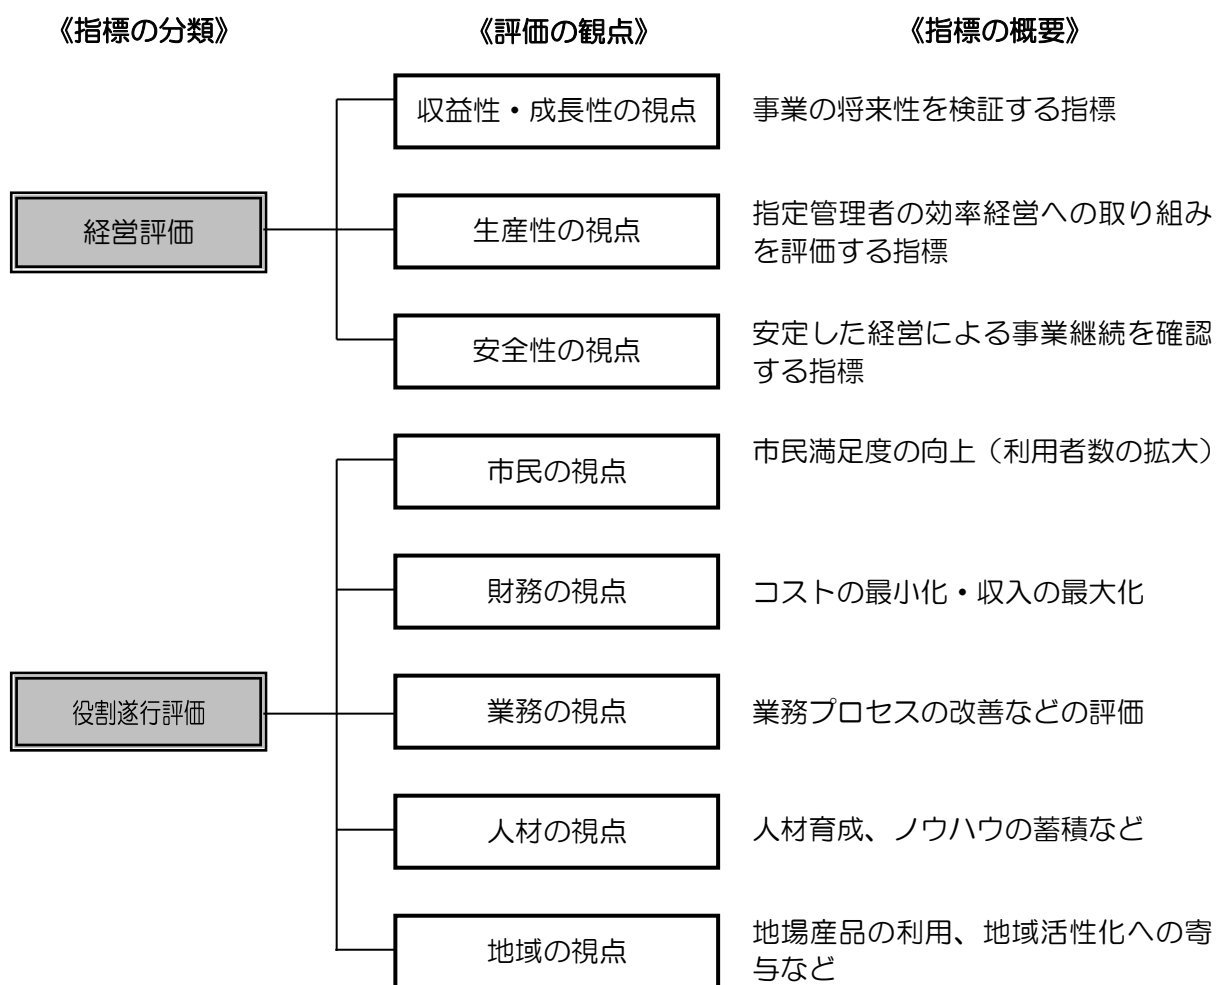 《指標の分類》 《評価の観点》 《指標の概要》
収益性・成長性の視点 事業の将来性を検証する指標
経営評価
生産性の視点
指定管理者の効率経営への取り組み
を評価する指標
安全性の視点
安定した経営による事業継続を確認
する指標
市民の視点 市民満足度の向上（利用者数の拡大）
財務の視点 コストの最小化・収入の最大化
役割遂行評価
業務の視点 業務プロセスの改善などの評価
人材の視点 人材育成、ノウハウの蓄積など
地域の視点
地場産品の利用、地域活性化への寄
与など